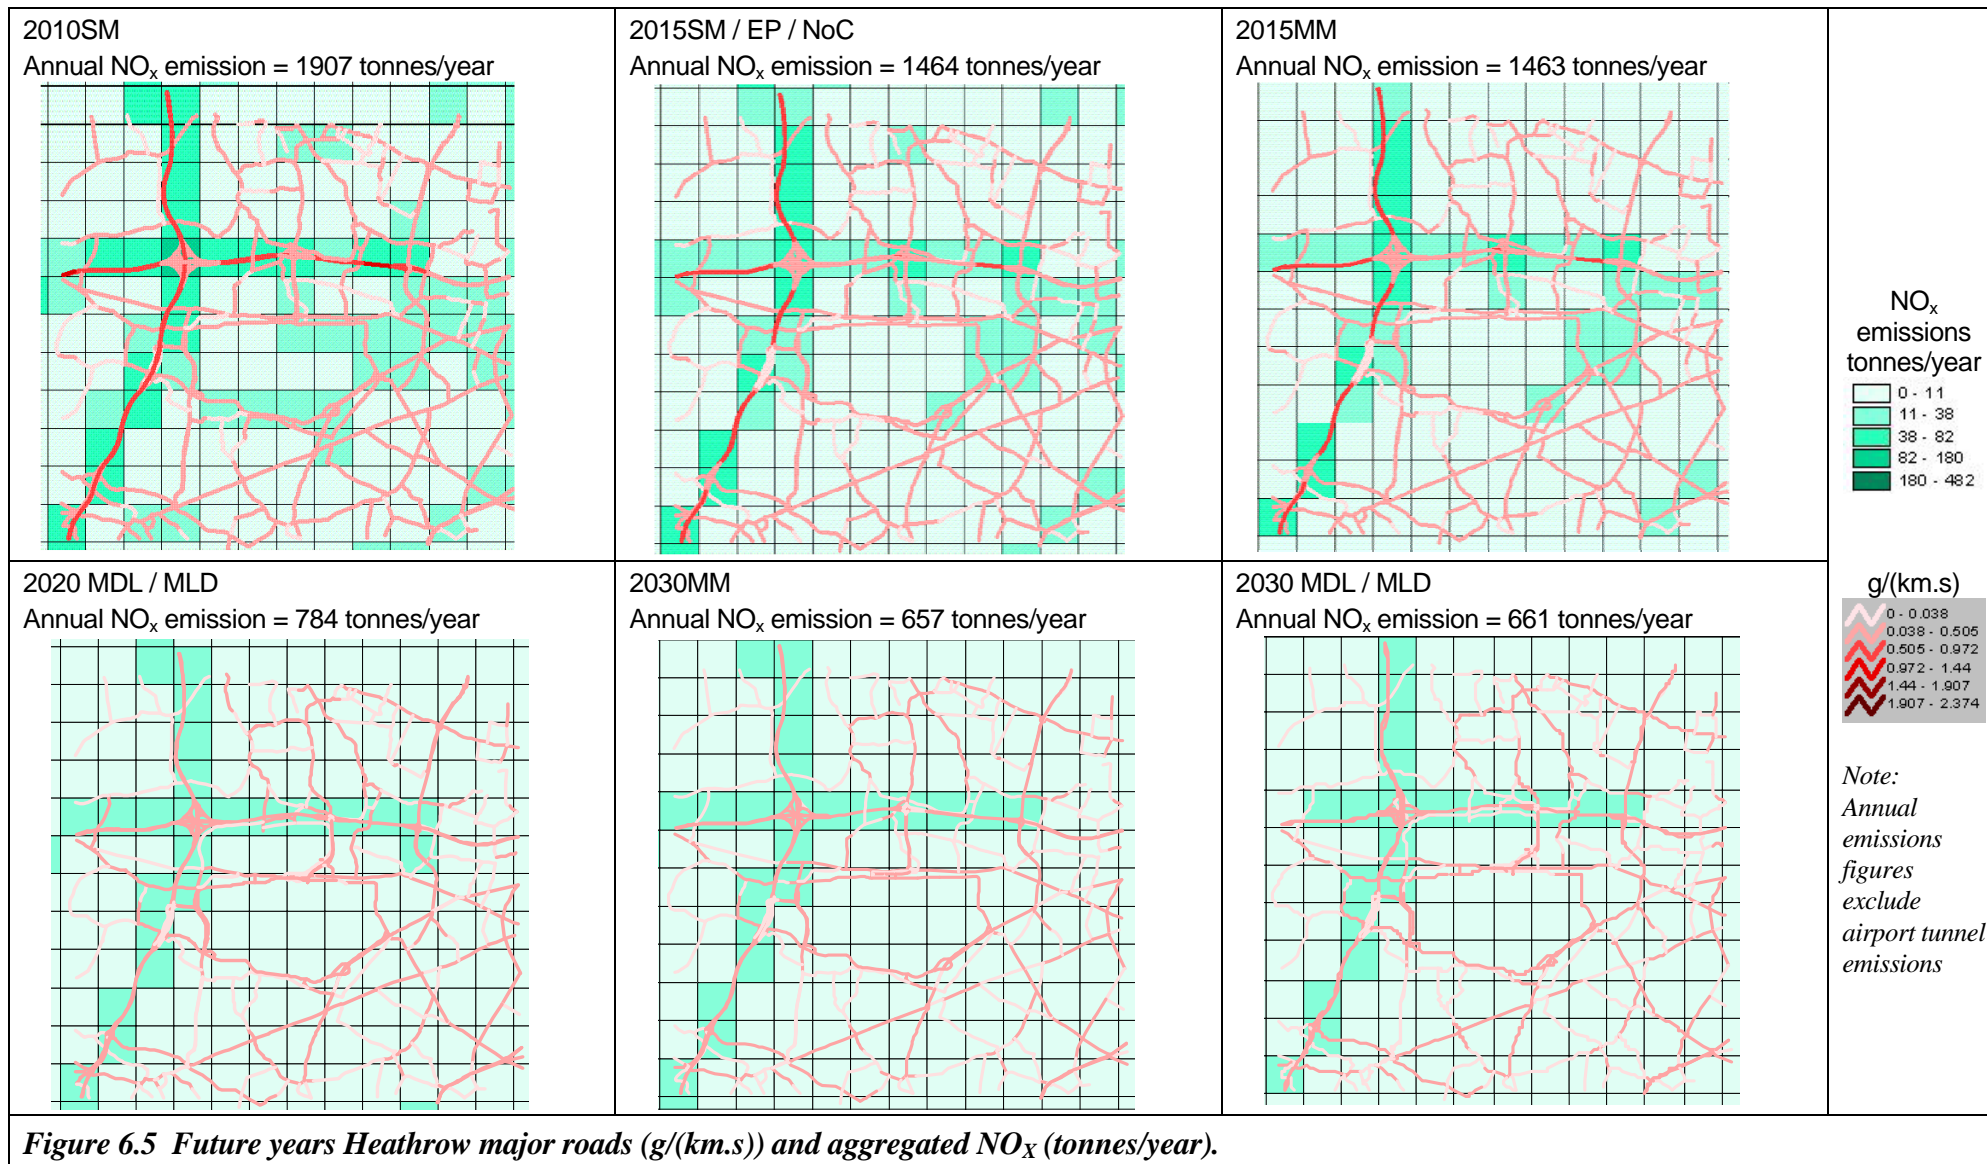 2010SM
Annual NOx emission = 1907 tonnes/year
2015SM / EP / NoC
Annual NOx emission = 1464 tonnes/year
2015MM
Annual NOx emission = 1463 tonnes/year
2020 MDL / MLD
Annual NOx emission = 784 tonnes/year
2030MM
Annual NOx emission = 657 tonnes/year
2030 MDL / MLD
Annual NOx emission = 661 tonnes/year
NOx
emissions
tonnes/year
0 - 11
11 - 38
38 - 82
82 - 180
180 - 482
g/(km.s)
0 - 0.038
0.038 - 0.505
0.505 - 0.972
0.972 - 1.44
1.44 - 1.907
1.907 - 2.374
Note:
Annual
emissions
figures
exclude
airport tunnel
emissions
Figure 6.5 Future years Heathrow major roads (g/(km.s)) and aggregated NOX (tonnes/year).